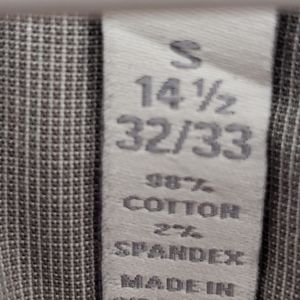 S
14 ½
32/33
98%
COTTON
2%
SPANDEX
MADE IN